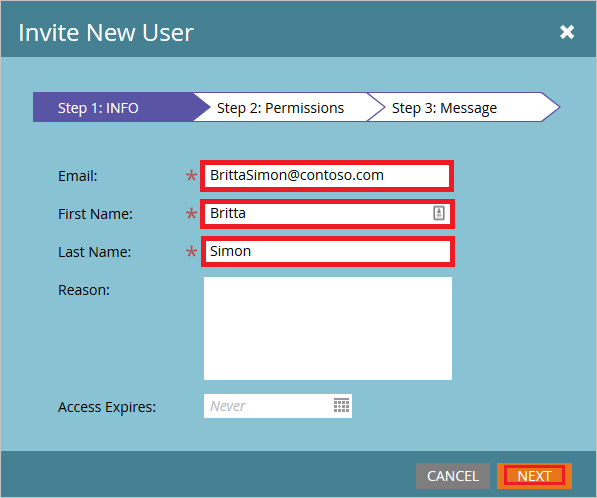 Invite New User
Step 1: INFO Step 2: Permissions Step 3: Message
Email: * BrittaSimon@contoso.com
First Name: * Britta
Last Name: * Simon
Reason:
Access Expires: Never
CANCEL NEXT